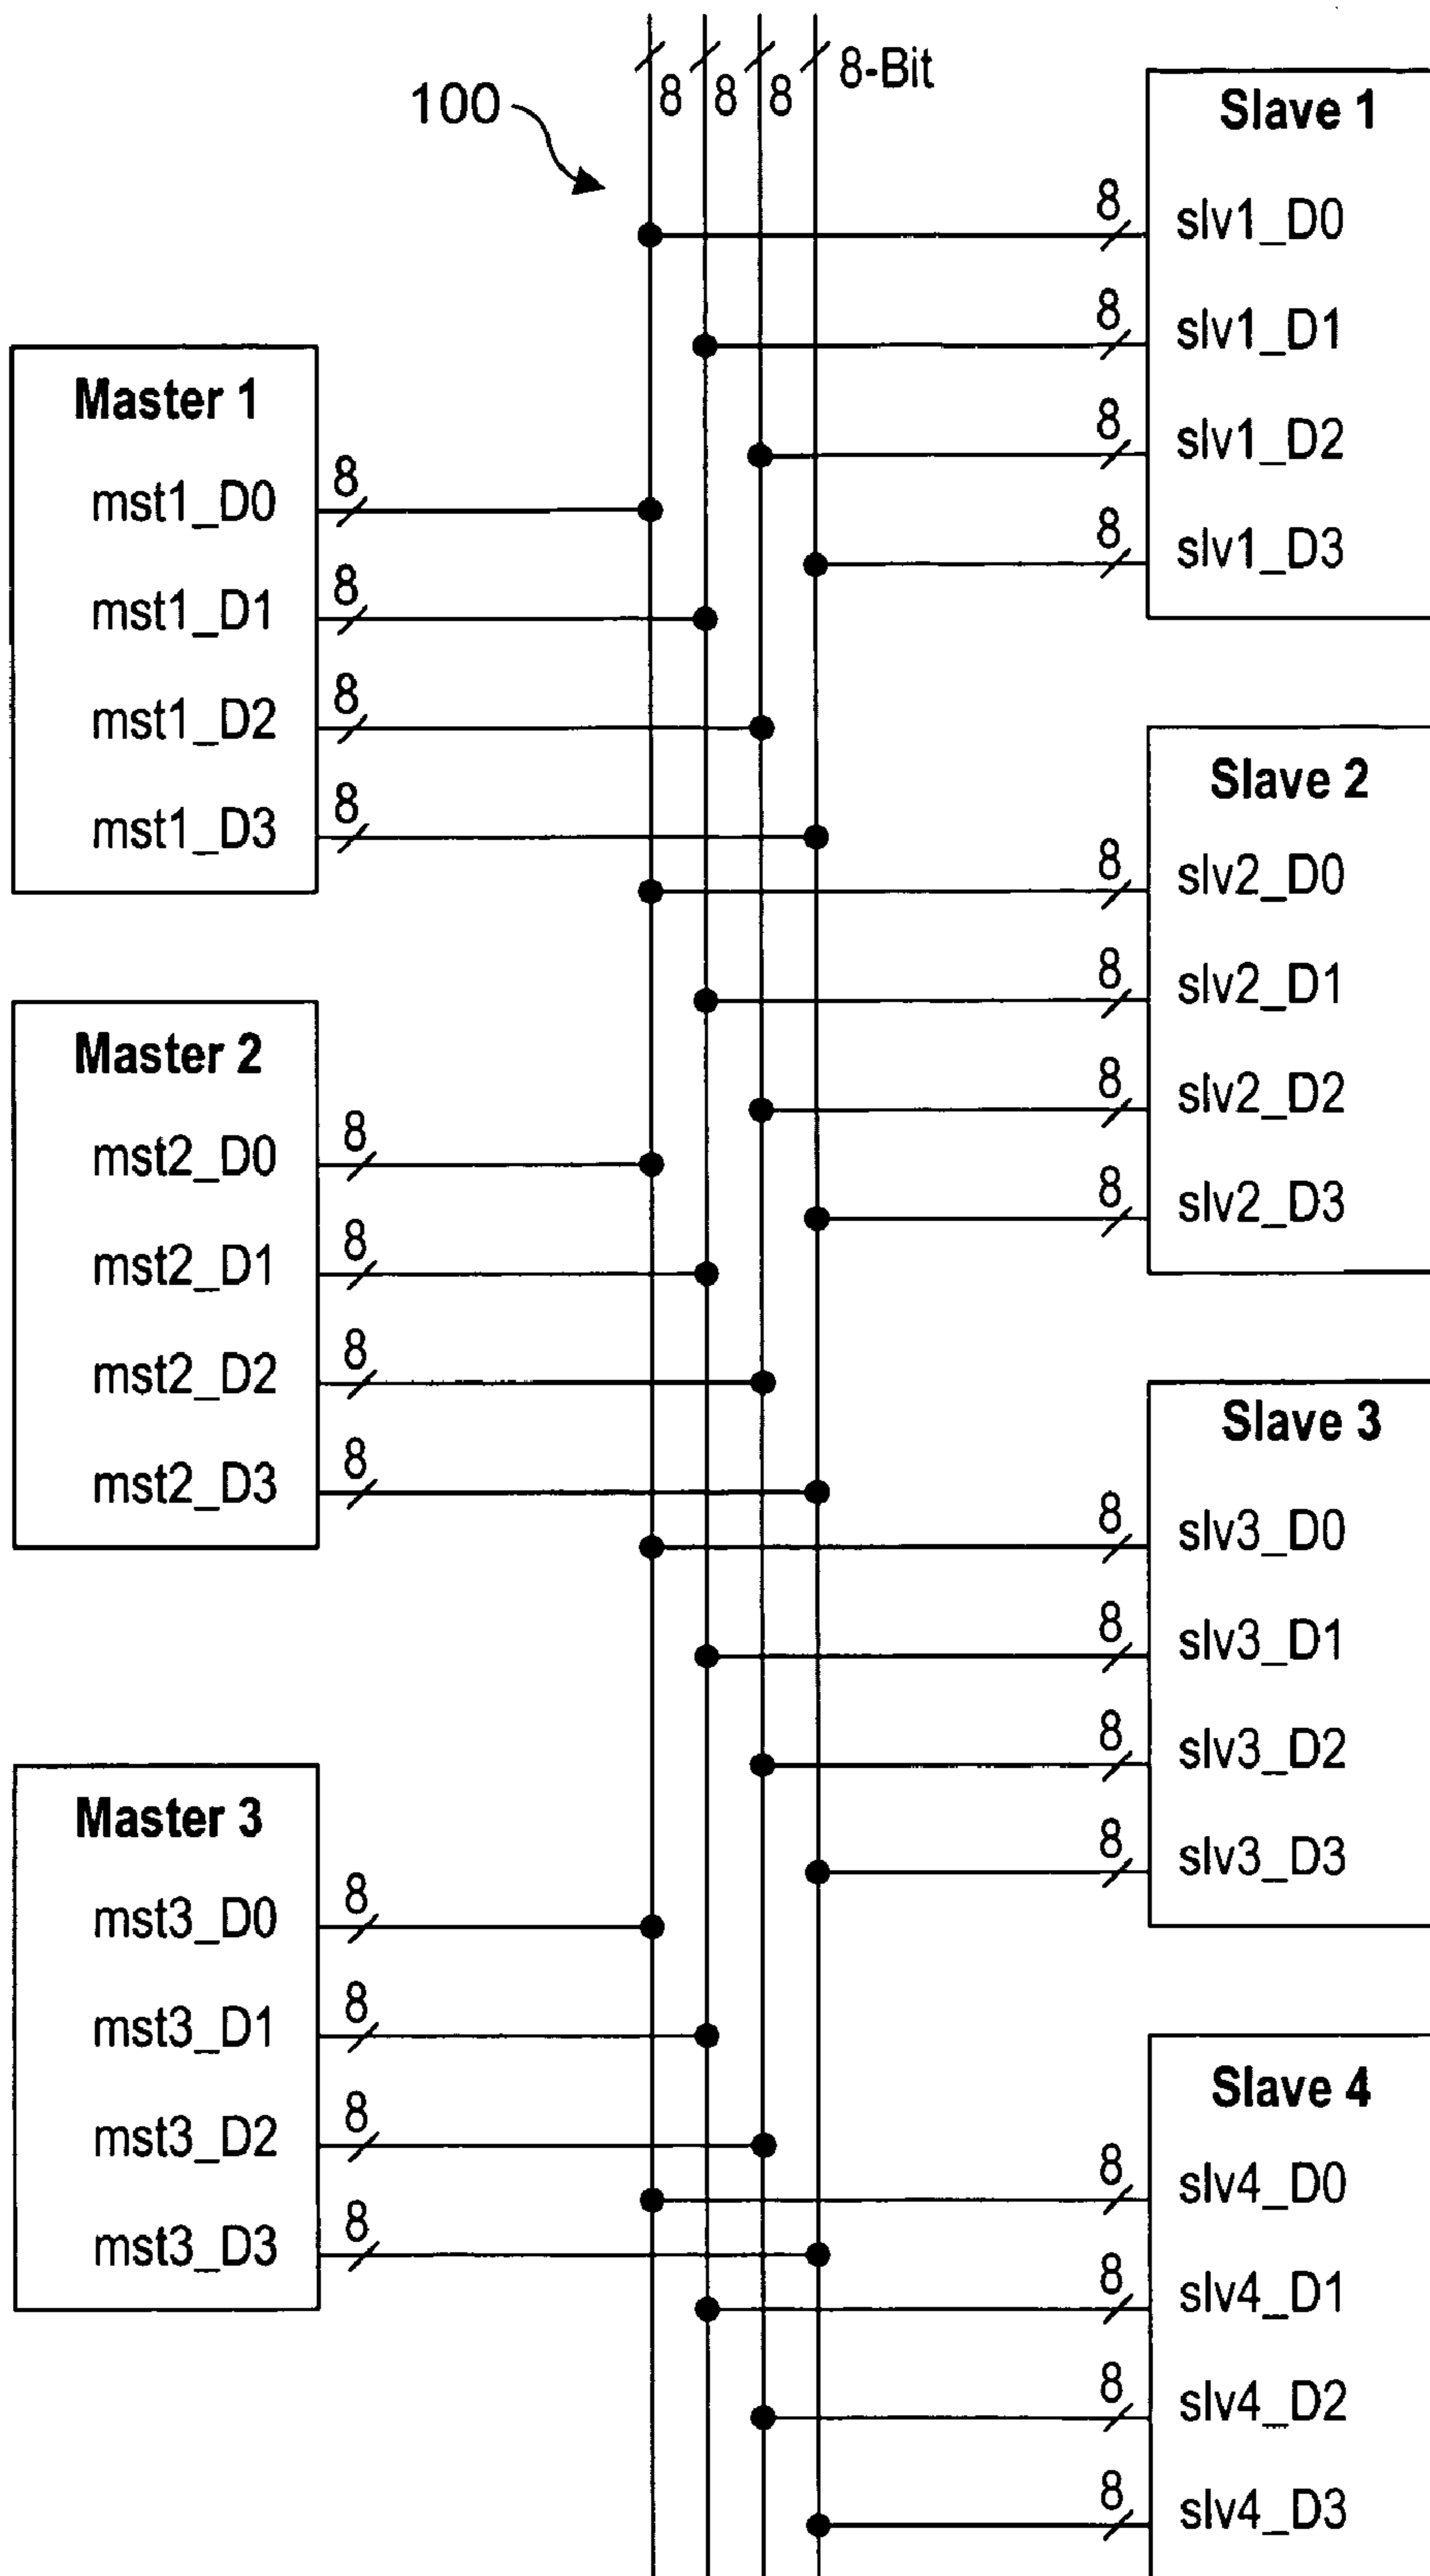 8 8 8 8-Bit
100
Slave 1
8 slv1_D0
8 slv1_D1
8 slv1_D2
8 slv1_D3
Master 1
mst1_D0 8
mst1_D1 8
mst1_D2 8
mst1_D3 8
Slave 2
8 slv2_D0
8 slv2_D1
8 slv2_D2
8 slv2_D3
Master 2
mst2_D0 8
mst2_D1 8
mst2_D2 8
mst2_D3 8
Slave 3
8 slv3_D0
8 slv3_D1
8 slv3_D2
8 slv3_D3
Master 3
mst3_D0 8
mst3_D1 8
mst3_D2 8
mst3_D3 8
Slave 4
8 slv4_D0
8 slv4_D1
8 slv4_D2
8 slv4_D3